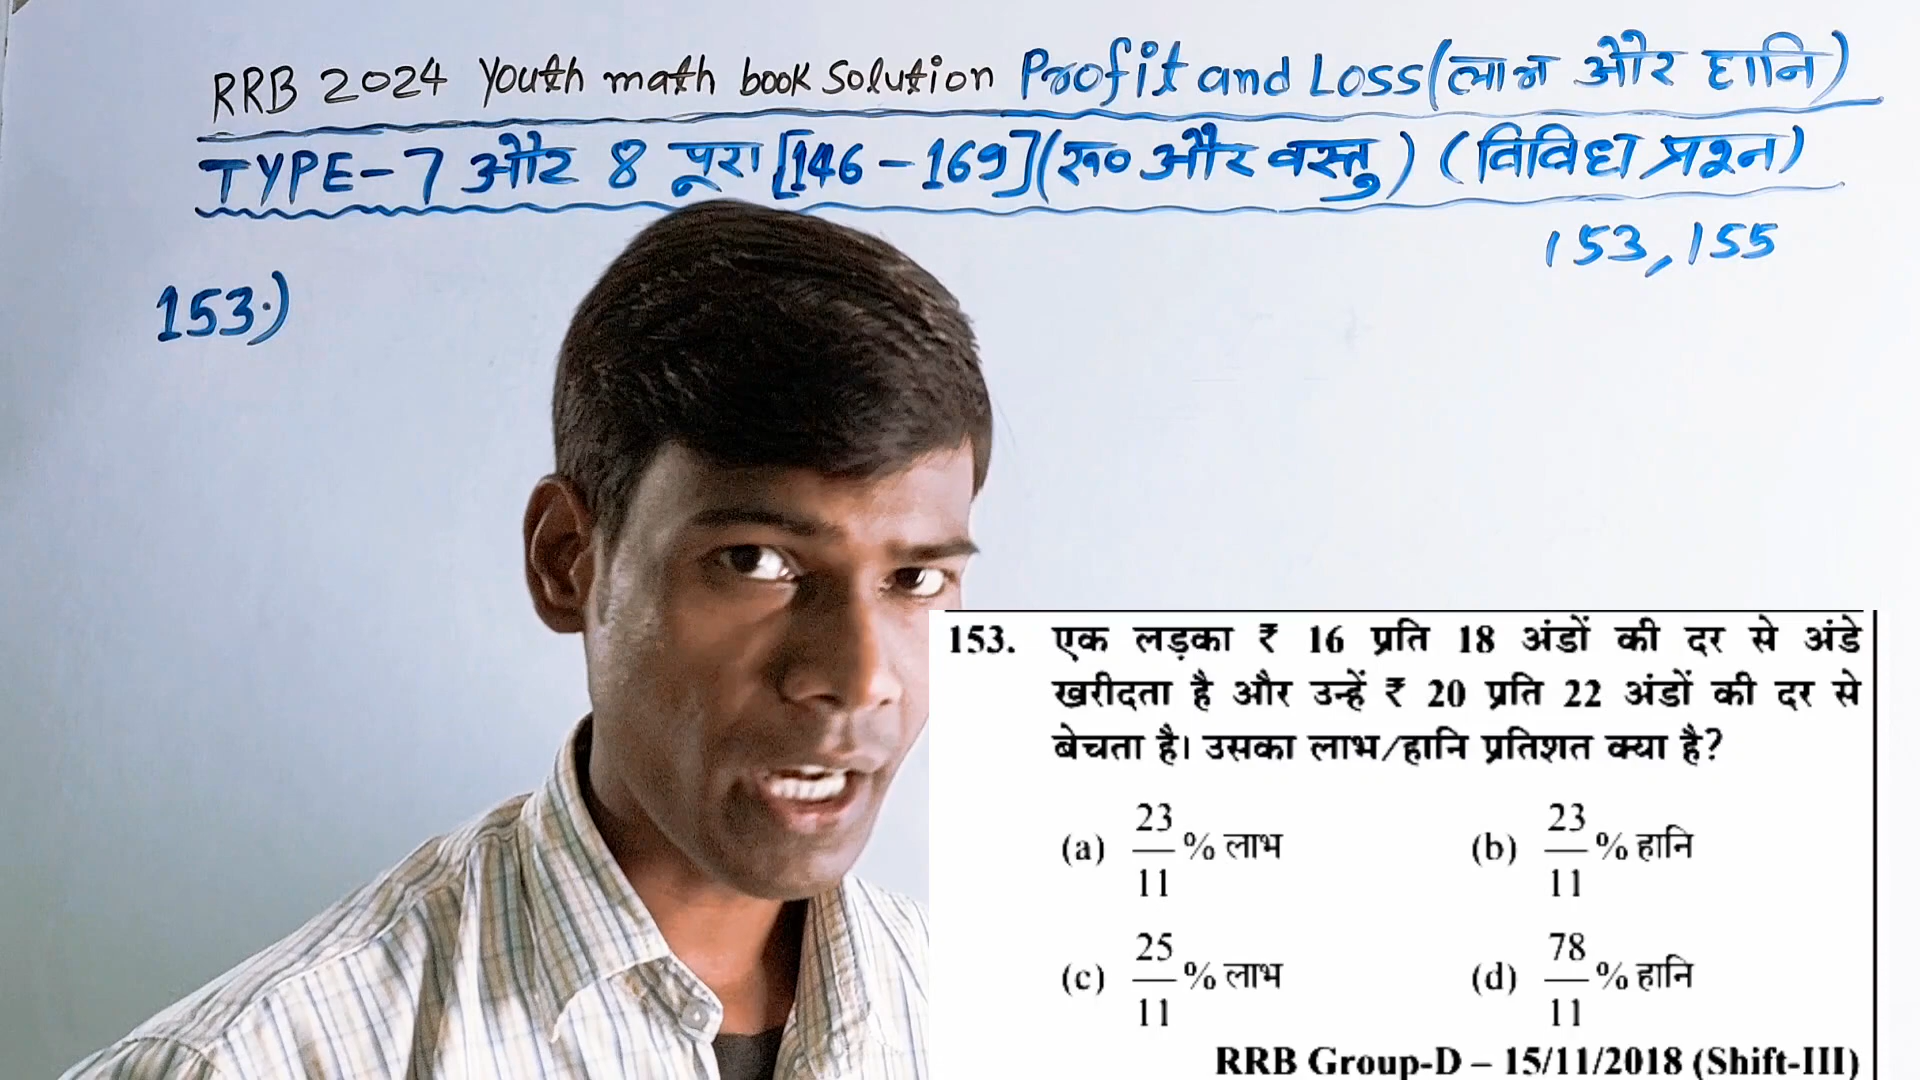 RRB 2024 Youth math book Solution Profit and Loss (लाभ और हानि)
TYPE-7 और 8 पूरा [146-169] (रू० और वस्तु) (विविध प्रश्न)
153, 155
153.)
153. एक लड़का ₹ 16 प्रति 18 अंडों की दर से अंडे
खरीदता है और उन्हें ₹ 20 प्रति 22 अंडों की दर से
बेचता है। उसका लाभ/हानि प्रतिशत क्या है?
(a) 23/11 % लाभ (b) 23/11 % हानि
(c) 25/11 % लाभ (d) 78/11 % हानि
RRB Group-D – 15/11/2018 (Shift-III)